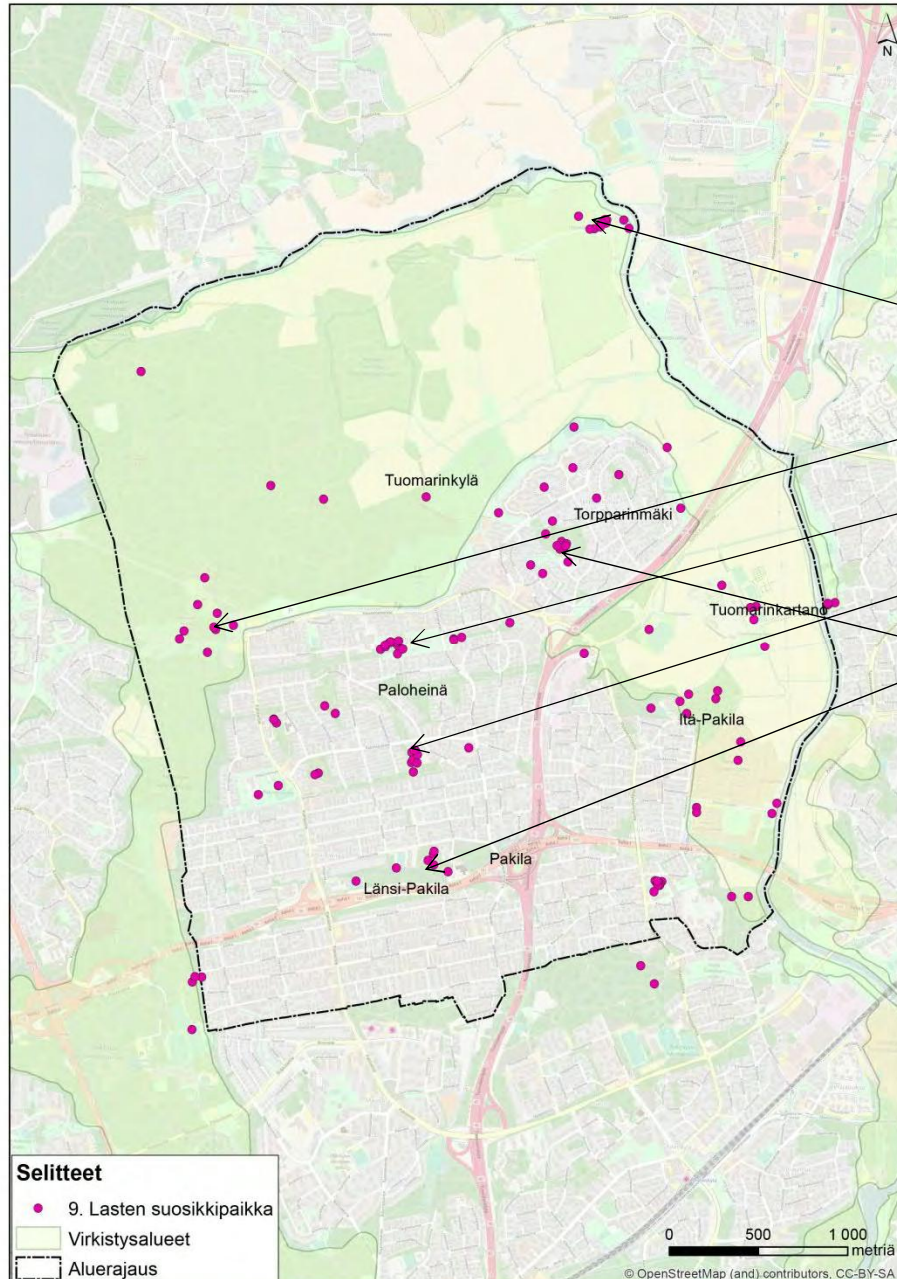 N
Tuomarinkylä
Torpparinmäki
Tuomarinkartano
Paloheinä
Itä-Pakila
Pakila
Länsi-Pakila
Selitteet
9. Lasten suosikkipaikka
Virkistysalueet
Aluerajaus
0 500 1 000
metriä
© OpenStreetMap (and) contributors, CC-BY-SA